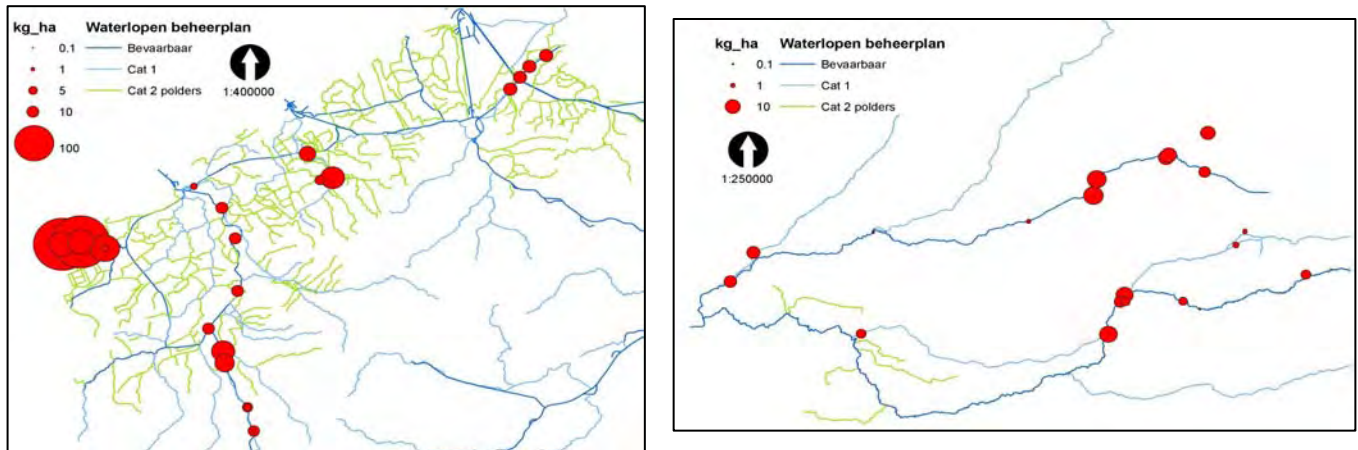 kg_ha Waterlopen beheerplan
0.1 Bevaarbaar
1 Cat 1
5 Cat 2 polders
10
100
1:400000
kg_ha Waterlopen beheerplan
0.1 Bevaarbaar
1 Cat 1
10 Cat 2 polders
1:250000